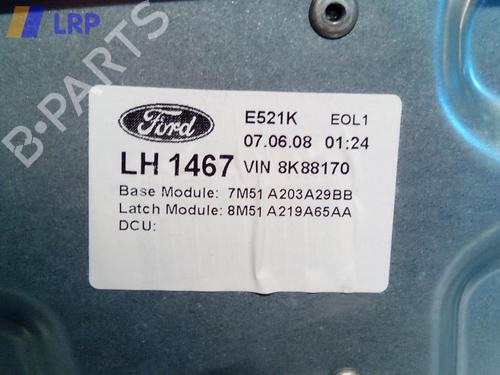 LRP
B-PARTS
Ford
E521K EOL1
07.06.08 01:24
LH 1467 VIN 8K88170
Base Module: 7M51 A203A29BB
Latch Module: 8M51 A219A65AA
DCU: